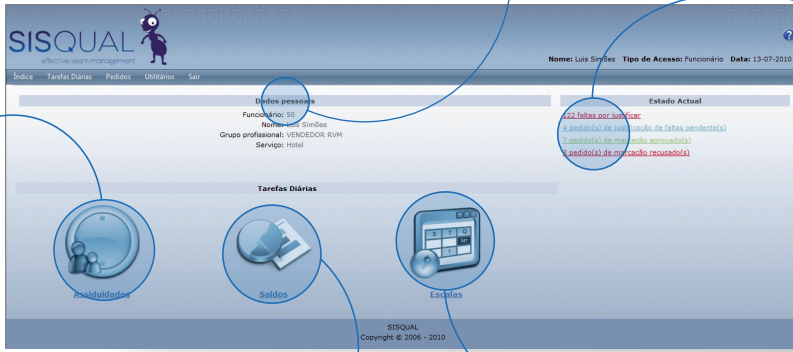 SISQUAL
effective team management
Nome: Luis Simões Tipo de Acesso: Funcionário Data: 13-07-2010
Índice Tarefas Diárias Pedidos Utilitários Sair
Dados pessoais
Funcionário: 50
Nome: Luis Simões
Grupo profissional: VENDEDOR RVM
Serviço: Hotel
Estado Actual
122 faltas por justificar
4 pedido(s) de justificação de faltas pendente(s)
7 pedido(s) de marcação aprovado(s)
pedido(s) de marcação recusado(s)
Tarefas Diárias
S T Q
Assiduidades
Saldos
Escalas
SISQUAL
Copyright © 2006 - 2010